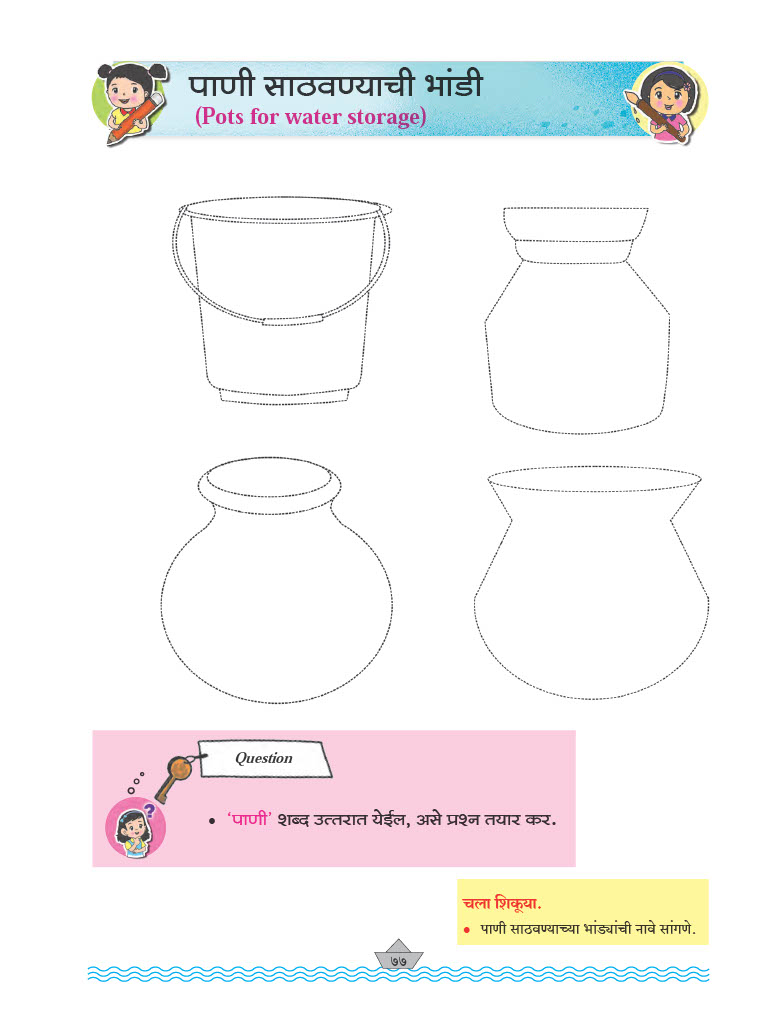 पाणी साठवण्याची भांडी
(Pots for water storage)
Question
• ‘पाणी’ शब्द उत्तरात येईल, असे प्रश्न तयार कर.
?
चला शिकूया.
• पाणी साठवण्याच्या भांड्यांची नावे सांगणे.
७७